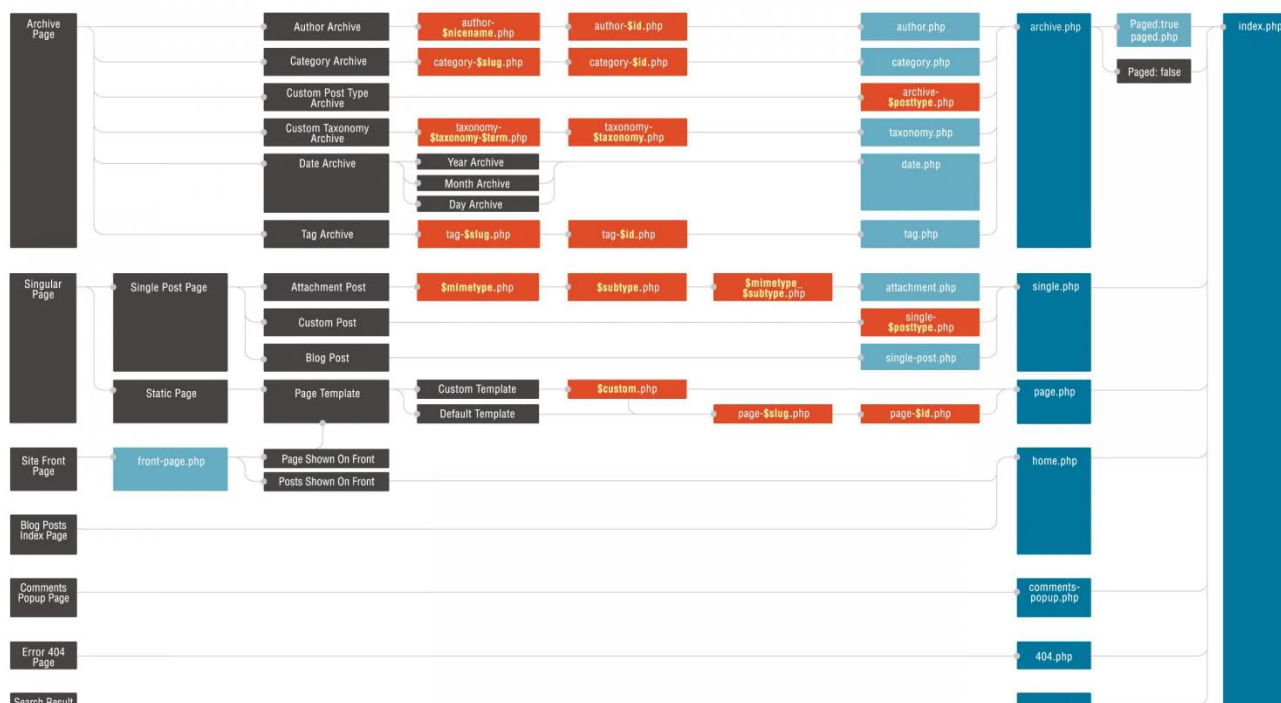 Archive
Page
Author Archive
author-
$nicename.php
author-$id.php
author.php
archive.php
Paged:true
paged.php
index.php
Category Archive
category-$slug.php
category-$id.php
category.php
Paged: false
Custom Post Type
Archive
archive-
$posttype.php
Custom Taxonomy
Archive
taxonomy-
$taxonomy-$term.php
taxonomy-
$taxonomy.php
taxonomy.php
Date Archive
Year Archive
Month Archive
Day Archive
date.php
Tag Archive
tag-$slug.php
tag-$id.php
tag.php
Singular
Page
Single Post Page
Attachment Post
$mimetype.php
$subtype.php
$mimetype_
$subtype.php
attachment.php
single.php
Custom Post
single-
$posttype.php
Blog Post
single-post.php
Static Page
Page Template
Custom Template
$custom.php
page.php
Default Template
page-$slug.php
page-$id.php
Site Front
Page
front-page.php
Page Shown On Front
Posts Shown On Front
home.php
Blog Posts
Index Page
Comments
Popup Page
comments-
popup.php
Error 404
Page
404.php
Search Result